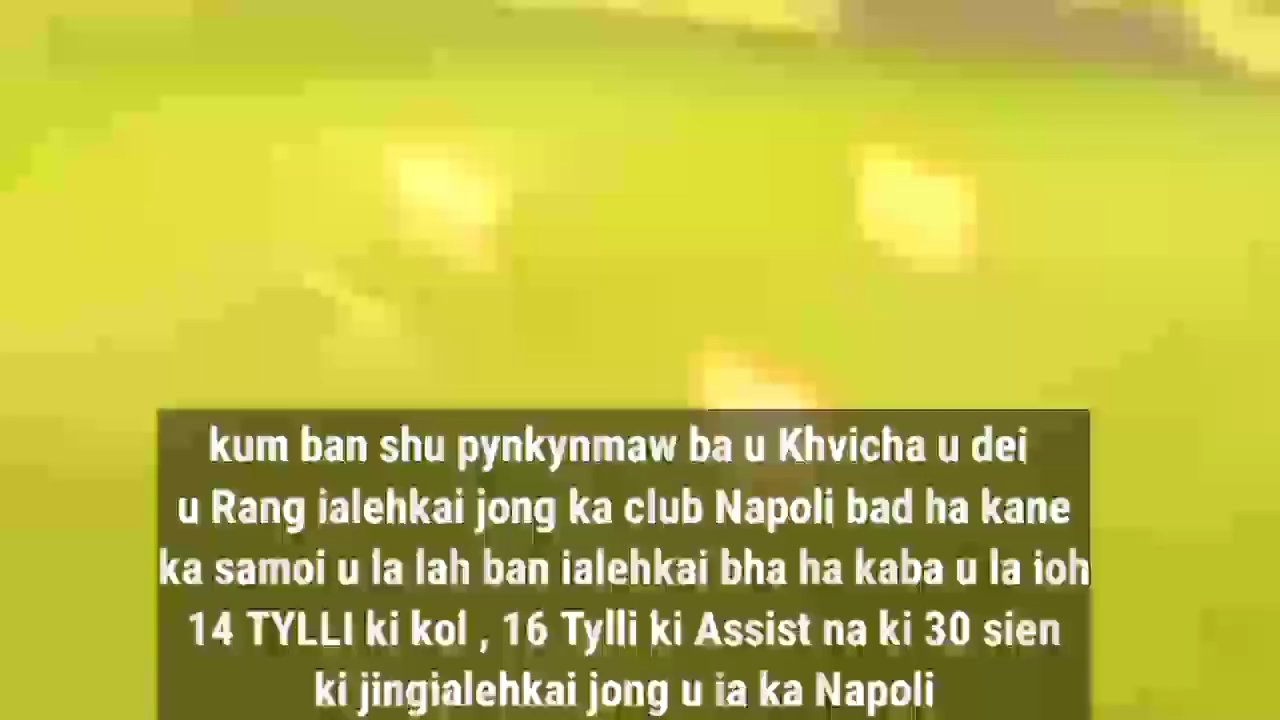 kum ban shu pynkynmaw ba u Khvicha u dei
u Rang ialehkai jong ka club Napoli bad ha kane
ka samoi u la lah ban ialehkai bha ha kaba u la ioh
14 TYLLI ki kol , 16 Tylli ki Assist na ki 30 sien
ki jingialehkai jong u ia ka Napoli